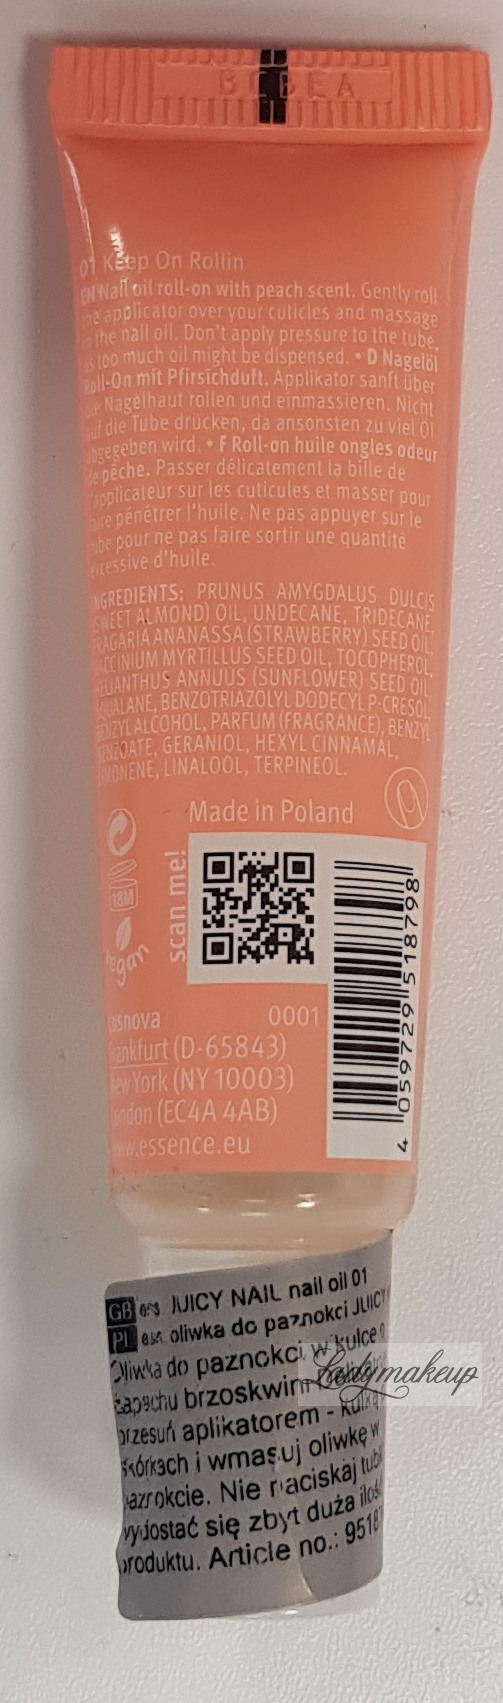 BEBEA
01 Keep On Rollin
Nail oil roll-on with peach scent. Gently roll
the applicator over your cuticles and massage
the nail oil. Don't apply pressure to the tube,
as too much oil might be dispensed. • D Nagelöl
Roll-On mit Pfirsichduft. Applikator sanft über
Nagelhaut rollen und einmassieren. Nicht
auf die Tube drücken, da ansonsten zu viel Öl
abgegeben wird. • F Roll-on huile ongles odeur
de pêche. Passer délicatement la bille de
l'applicateur sur les cuticules et masser pour
faire pénétrer l'huile. Ne pas appuyer sur le
tube pour ne pas faire sortir une quantité
excessive d'huile.
INGREDIENTS: PRUNUS AMYGDALUS DULCIS
(SWEET ALMOND) OIL, UNDECANE, TRIDECANE,
FRAGARIA ANANASSA (STRAWBERRY) SEED OIL,
VACCINIUM MYRTILLUS SEED OIL, TOCOPHEROL,
HELIANTHUS ANNUUS (SUNFLOWER) SEED OIL,
SQUALANE, BENZOTRIAZOLYL DODECYL P-CRESOL,
BENZYL ALCOHOL, PARFUM (FRAGRANCE), BENZYL
BENZOATE, GERANIOL, HEXYL CINNAMAL,
LIMONENE, LINALOOL, TERPINEOL.
Made in Poland
18M
vegan
scan me!
4 059729 518798
cosnova 0001
Frankfurt (D-65843)
New York (NY 10003)
London (EC4A 4AB)
www.essence.eu
GB ess JUICY NAIL nail oil 01
PL ess oliwka do paznokci JUICY
Oliwka do paznokci w kulce o
zapachu brzoskwini
przesuń aplikatorem - kulką
skórkach i wmasuj oliwkę w
paznokcie. Nie naciskaj
wydostać się zbyt duża ilość
produktu. Article no.: 9518
Ladymakeup